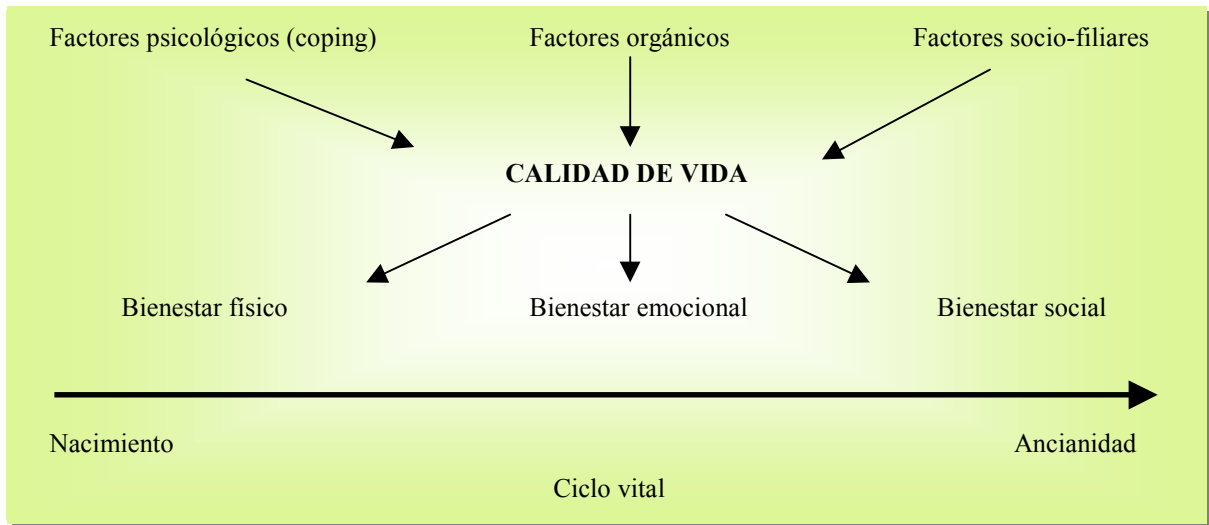 Factores psicológicos (coping)
Factores orgánicos
Factores socio-filiares
CALIDAD DE VIDA
Bienestar físico
Bienestar emocional
Bienestar social
Nacimiento
Ancianidad
Ciclo vital